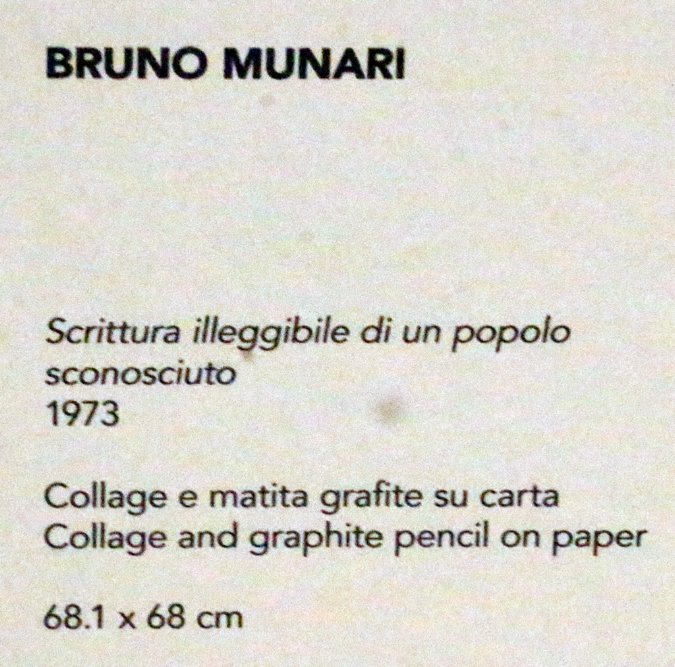 BRUNO MUNARI
Scrittura illeggibile di un popolo
sconosciuto
1973
Collage e matita grafite su carta
Collage and graphite pencil on paper
68.1 x 68 cm